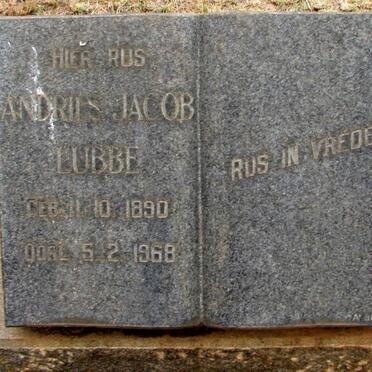 HIER RUS
ANDRIES JACOB
LUBBE
GEB. 11. 10. 1890
OORL. 5. 2. 1968
RUS IN VREDE